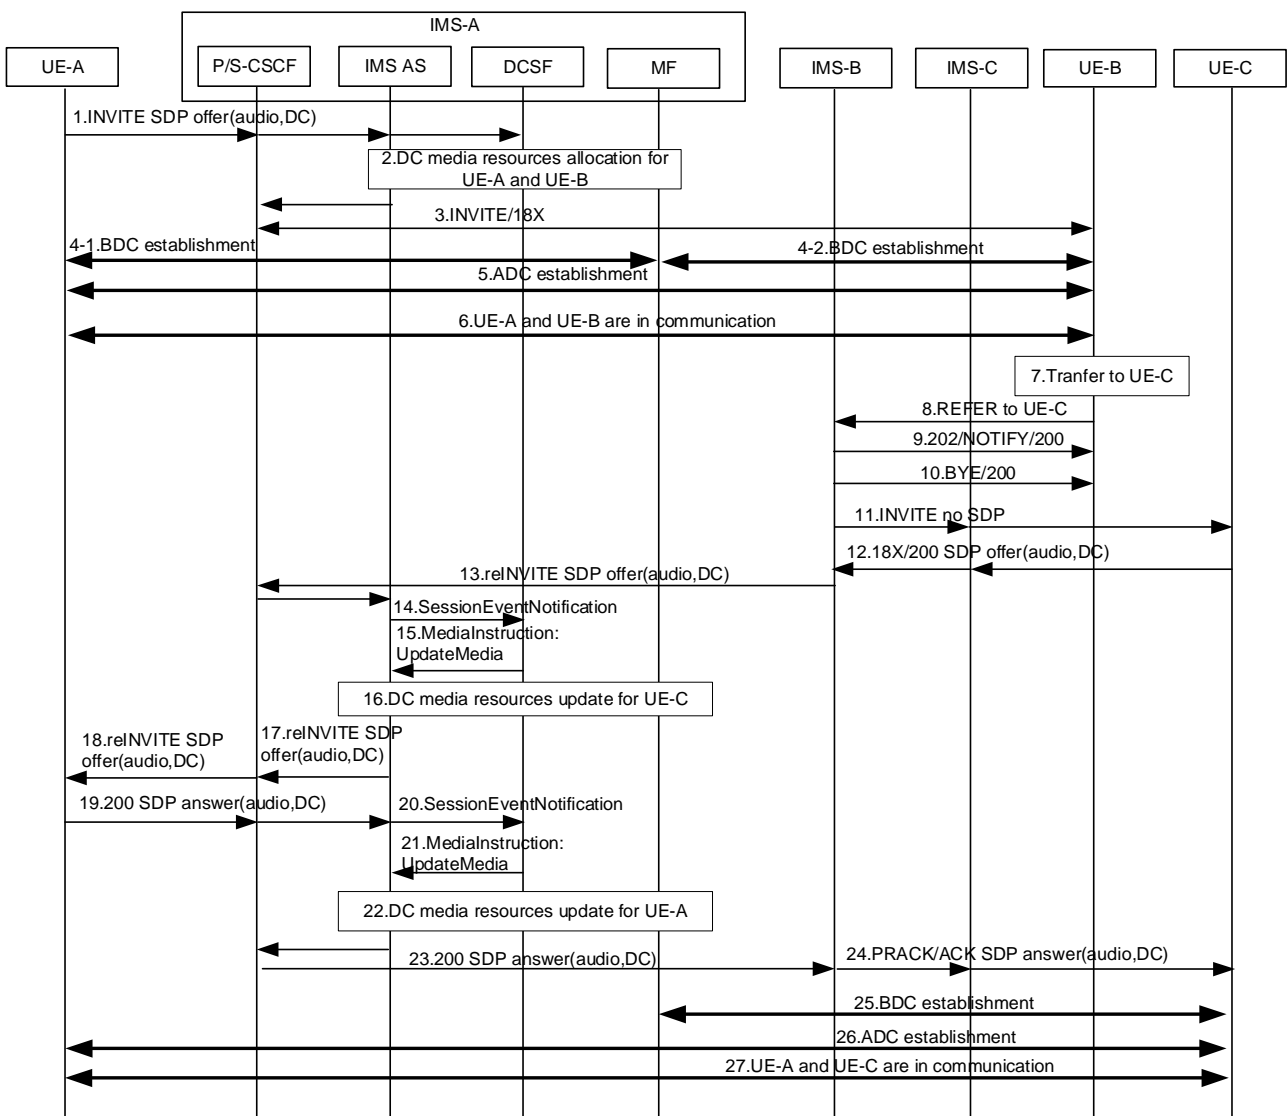 IMS-A
UE-A
P/S-CSCF
IMS AS
DCSF
MF
IMS-B
IMS-C
UE-B
UE-C
1.INVITE SDP offer(audio,DC)
2.DC media resources allocation for
UE-A and UE-B
3.INVITE/18X
4-1.BDC establishment
4-2.BDC establishment
5.ADC establishment
6.UE-A and UE-B are in communication
7.Tranfer to UE-C
8.REFER to UE-C
9.202/NOTIFY/200
10.BYE/200
11.INVITE no SDP
12.18X/200 SDP offer(audio,DC)
13.reINVITE SDP offer(audio,DC)
14.SessionEventNotification
15.MediaInstruction:
UpdateMedia
16.DC media resources update for UE-C
17.reINVITE SDP
offer(audio,DC)
18.reINVITE SDP
offer(audio,DC)
19.200 SDP answer(audio,DC)
20.SessionEventNotification
21.MediaInstruction:
UpdateMedia
22.DC media resources update for UE-A
23.200 SDP answer(audio,DC)
24.PRACK/ACK SDP answer(audio,DC)
25.BDC establishment
26.ADC establishment
27.UE-A and UE-C are in communication